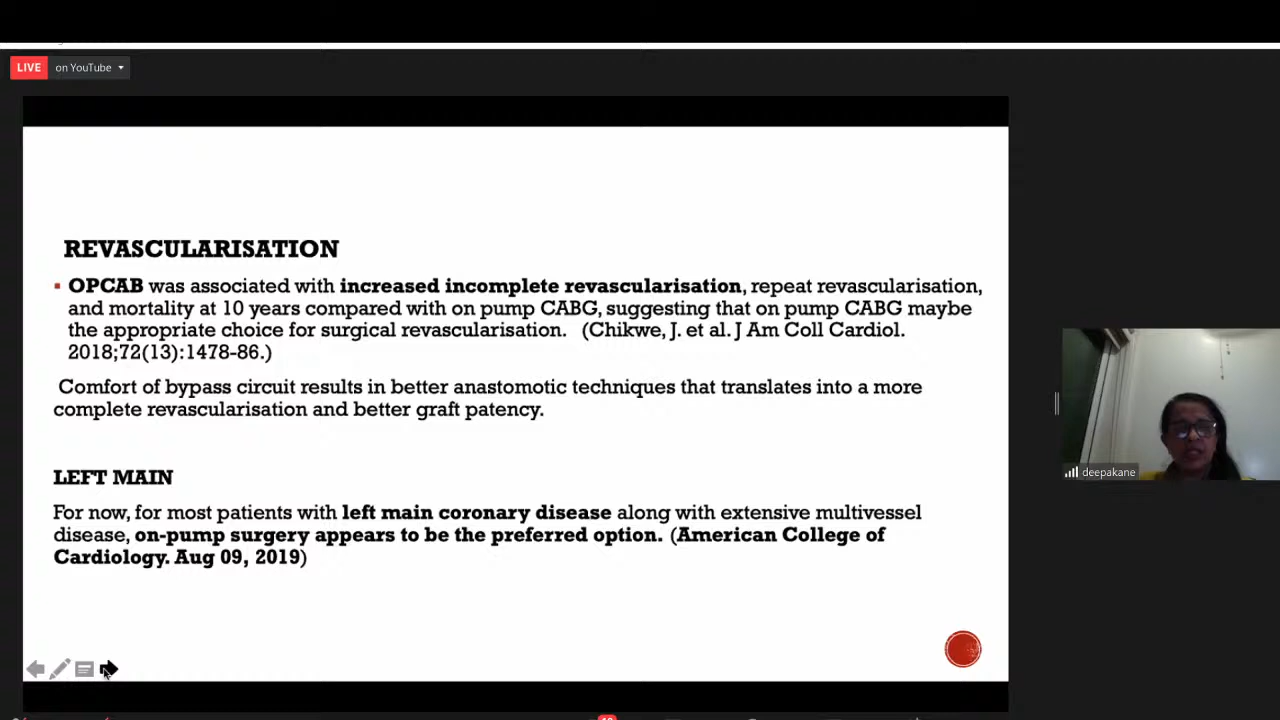 LIVE on YouTube
REVASCULARISATION
▪ OPCAB was associated with increased incomplete revascularisation, repeat revascularisation,
and mortality at 10 years compared with on pump CABG, suggesting that on pump CABG maybe
the appropriate choice for surgical revascularisation. (Chikwe, J. et al. J Am Coll Cardiol.
2018;72(13):1478-86.)
Comfort of bypass circuit results in better anastomotic techniques that translates into a more
complete revascularisation and better graft patency.
deepakane
LEFT MAIN
For now, for most patients with left main coronary disease along with extensive multivessel
disease, on-pump surgery appears to be the preferred option. (American College of
Cardiology. Aug 09, 2019)